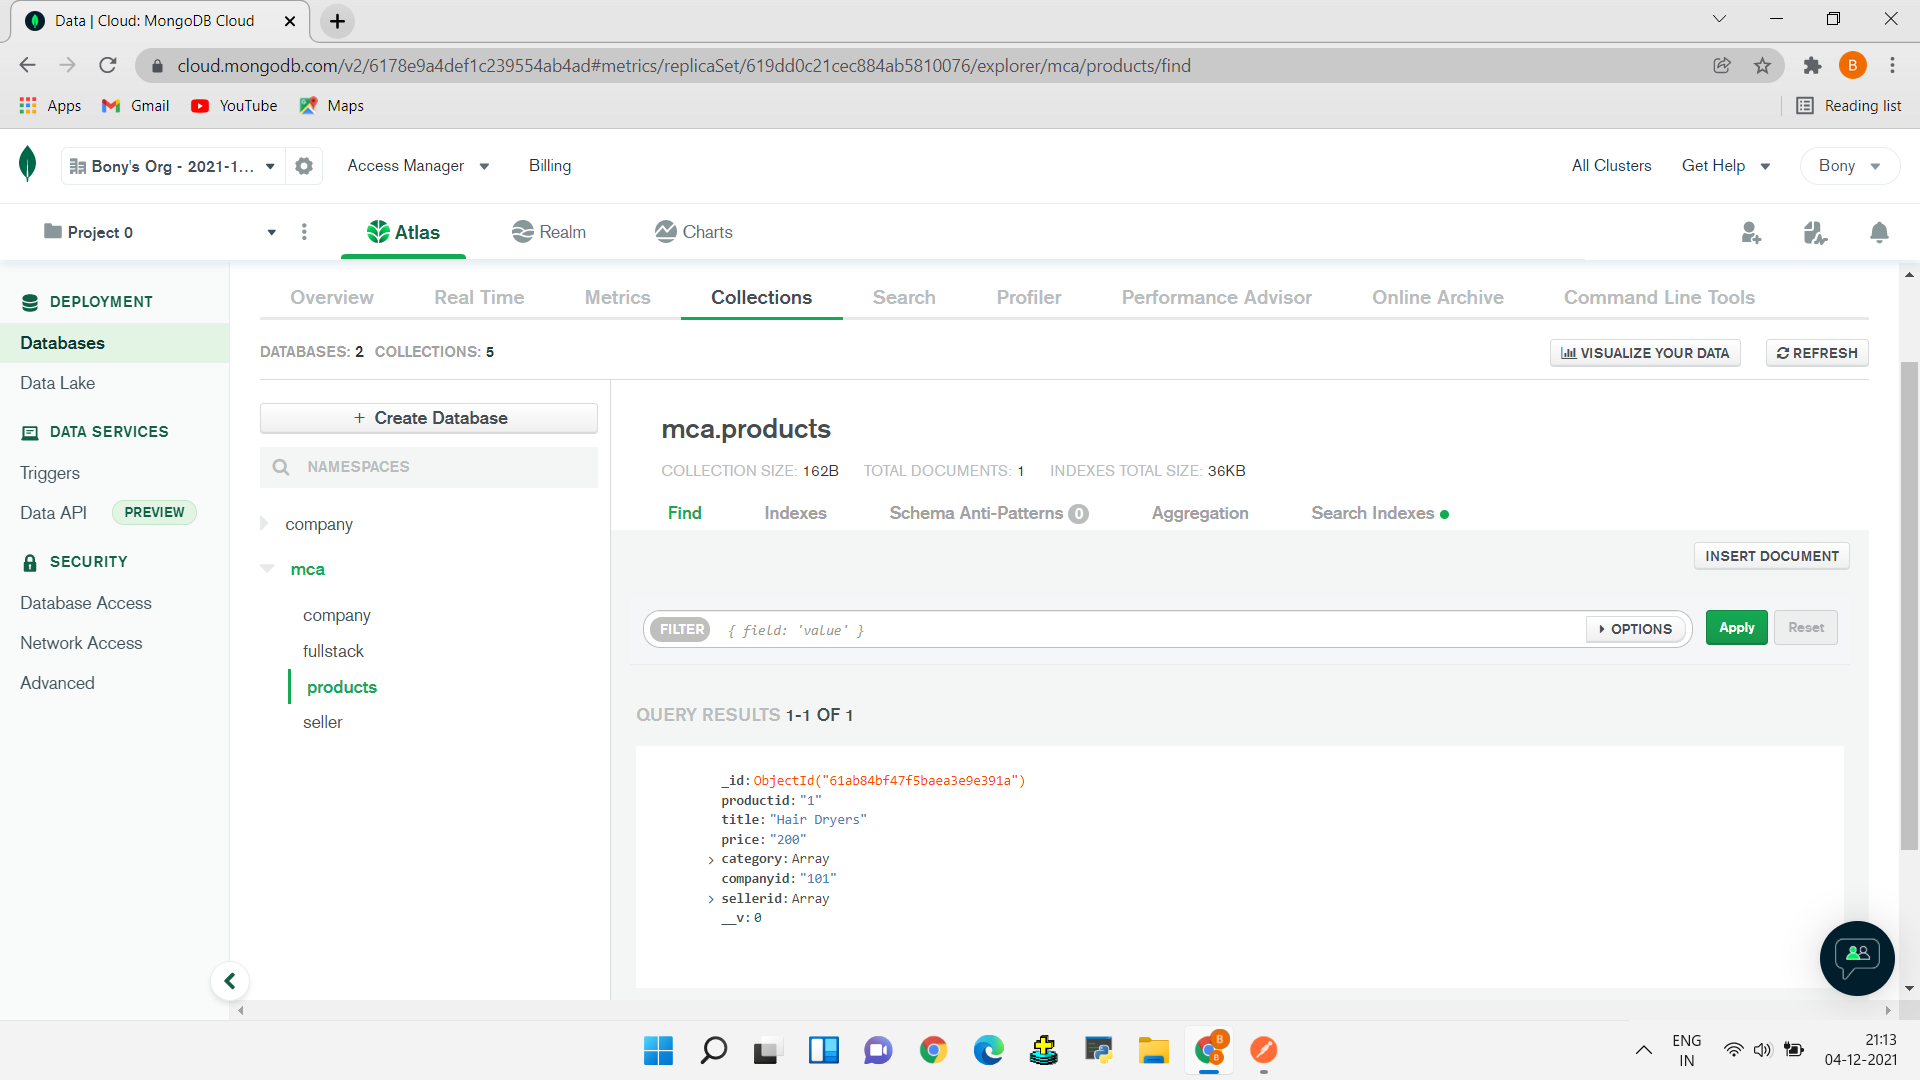 Data | Cloud: MongoDB Cloud
cloud.mongodb.com/v2/6178e9a4def1c239554ab4ad#metrics/replicaSet/619dd0c21cec884ab5810076/explorer/mca/products/find
B
Apps Gmail YouTube Maps Reading list
Bony's Org - 2021-1... Access Manager Billing All Clusters Get Help Bony
Project 0 Atlas Realm Charts
DEPLOYMENT
Databases
Data Lake
DATA SERVICES
Triggers
Data API PREVIEW
SECURITY
Database Access
Network Access
Advanced
Overview Real Time Metrics Collections Search Profiler Performance Advisor Online Archive Command Line Tools
DATABASES: 2 COLLECTIONS: 5 VISUALIZE YOUR DATA REFRESH
+ Create Database
NAMESPACES
company
mca
company
fullstack
products
seller
mca.products
COLLECTION SIZE: 162B TOTAL DOCUMENTS: 1 INDEXES TOTAL SIZE: 36KB
Find Indexes Schema Anti-Patterns 0 Aggregation Search Indexes
INSERT DOCUMENT
FILTER { field: 'value' } OPTIONS Apply Reset
QUERY RESULTS 1-1 OF 1
_id: ObjectId("61ab84bf47f5baea3e9e391a")
productid: "1"
title: "Hair Dryers"
price: "200"
category: Array
companyid: "101"
sellerid: Array
__v: 0
B
B
ENG
IN
21:13
04-12-2021